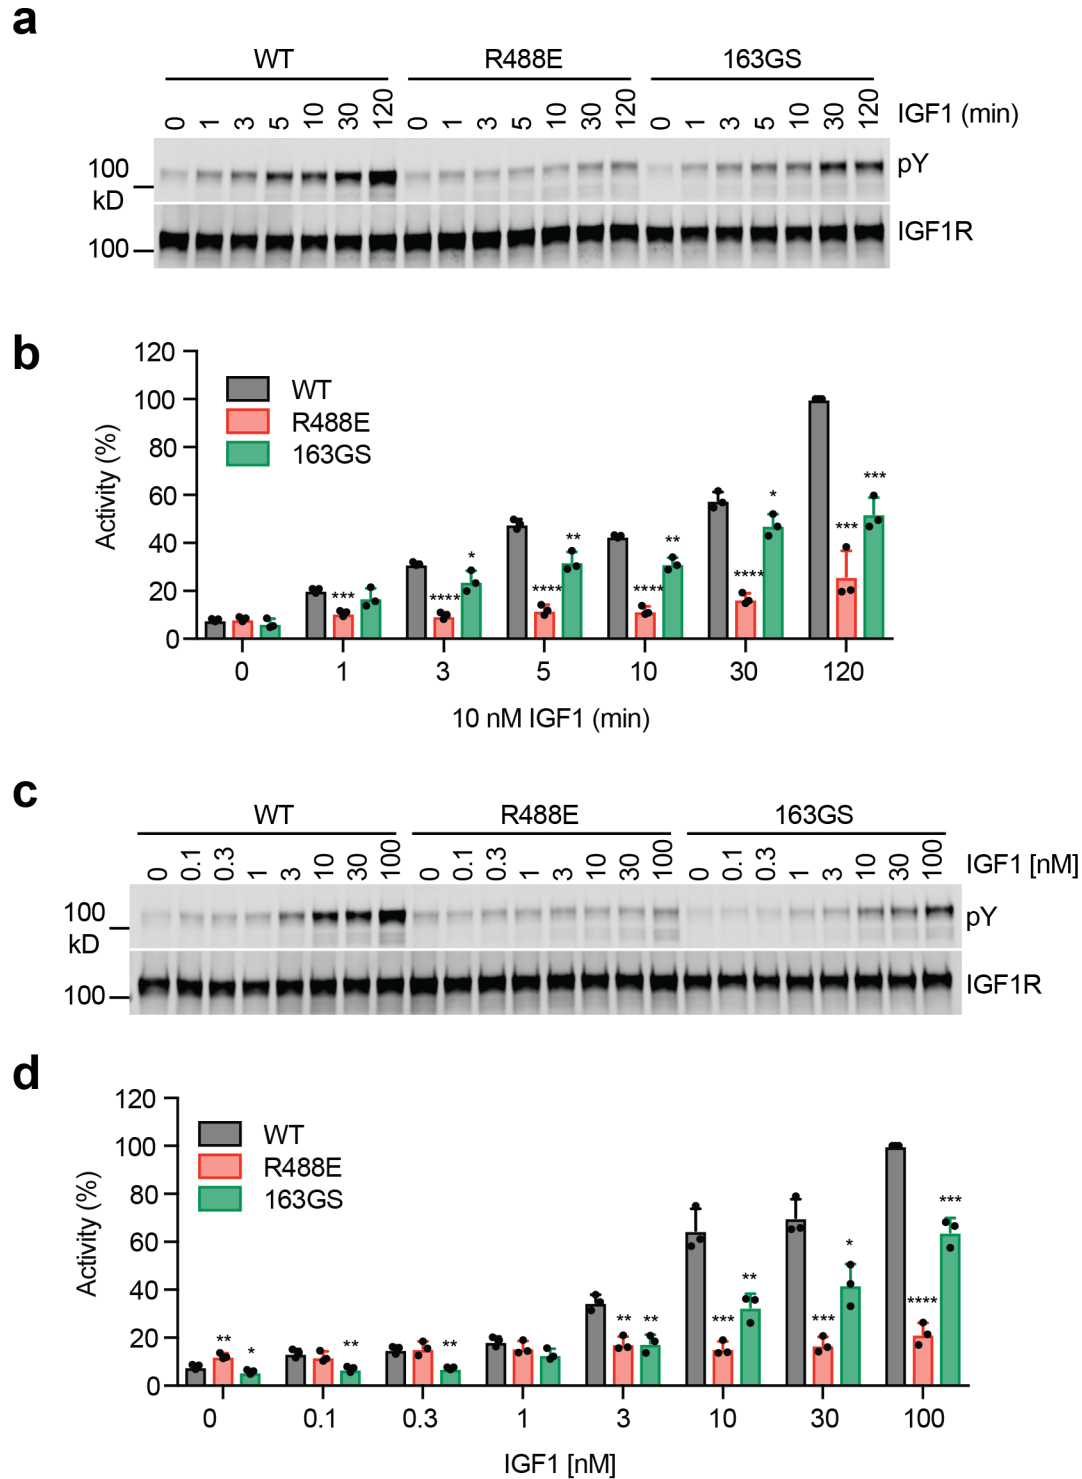 a
WT R488E 163GS
0 1 3 5 10 30 120 0 1 3 5 10 30 120 0 1 3 5 10 30 120 IGF1 (min)
100
kD
pY
100
IGF1R
b
120
100
80
60
40
20
0
Activity (%)
WT
R488E
163GS
*** **** * **** ** **** ** **** * *** ***
0 1 3 5 10 30 120
10 nM IGF1 (min)
c
WT R488E 163GS
0 0.1 0.3 1 3 10 30 100 0 0.1 0.3 1 3 10 30 100 0 0.1 0.3 1 3 10 30 100 IGF1 [nM]
100
kD
pY
100
IGF1R
d
120
100
80
60
40
20
0
Activity (%)
WT
R488E
163GS
** * ** ** ** ** *** ** *** * **** ***
0 0.1 0.3 1 3 10 30 100
IGF1 [nM]